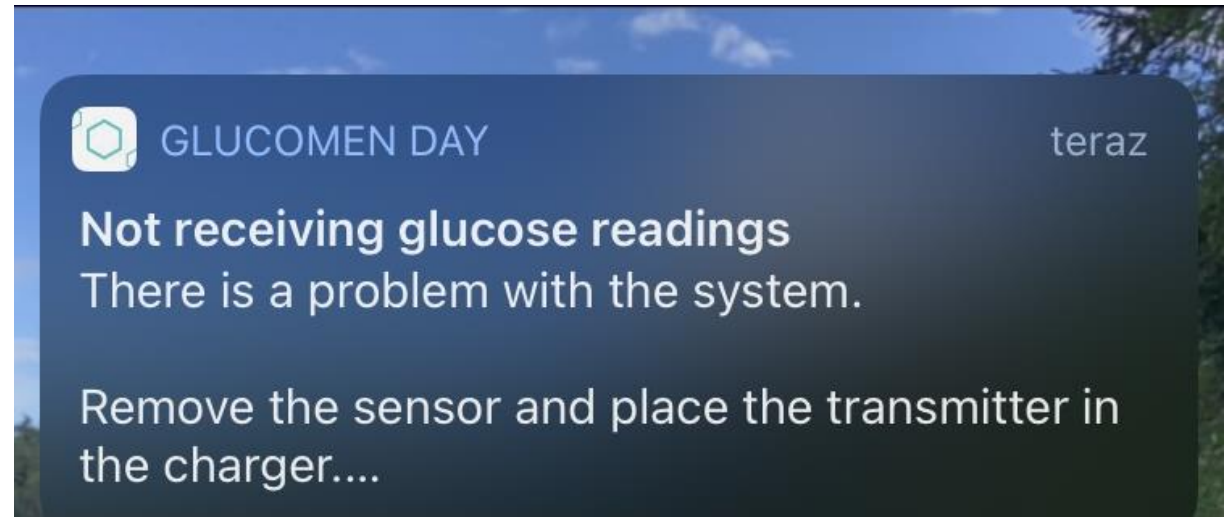 GLUCOMEN DAY
teraz
Not receiving glucose readings
There is a problem with the system.
Remove the sensor and place the transmitter in
the charger....